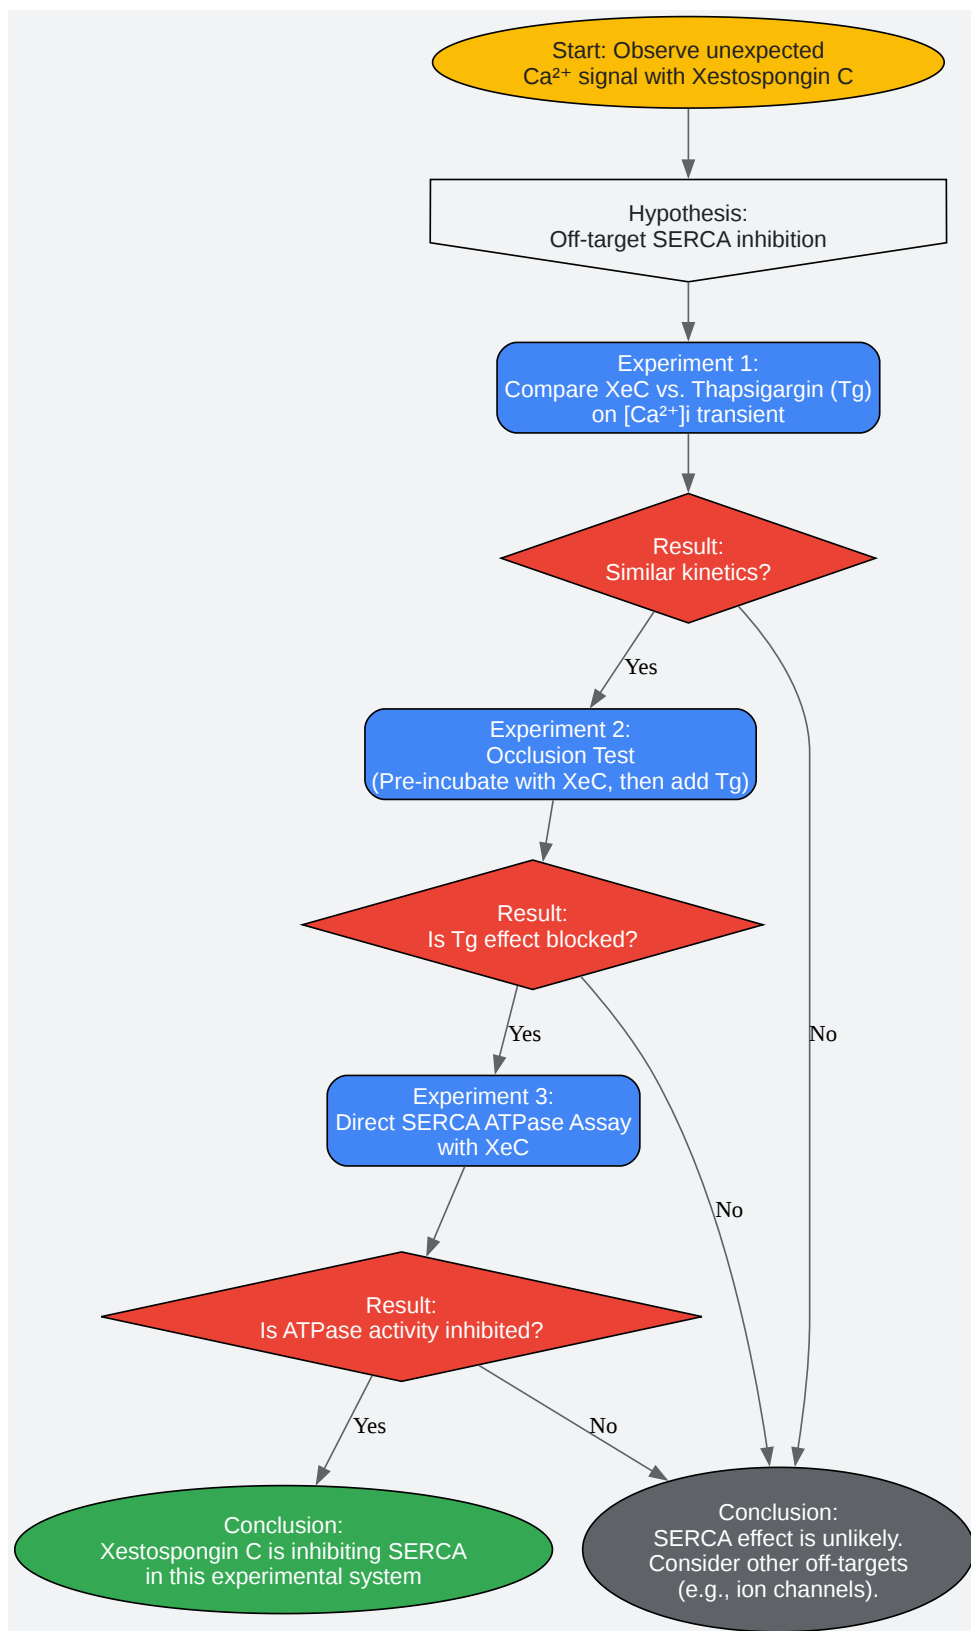 Start: Observe unexpected
Ca²⁺ signal with Xestospongin C
Hypothesis:
Off-target SERCA inhibition
Experiment 1:
Compare XeC vs. Thapsigargin (Tg)
on [Ca²⁺]i transient
Result:
Similar kinetics?
Yes
Experiment 2:
Occlusion Test
(Pre-incubate with XeC, then add Tg)
Result:
Is Tg effect blocked?
Yes
No
Experiment 3:
Direct SERCA ATPase Assay
with XeC
No
Result:
Is ATPase activity inhibited?
Yes
No
Conclusion:
Xestospongin C is inhibiting SERCA
in this experimental system
Conclusion:
SERCA effect is unlikely.
Consider other off-targets
(e.g., ion channels).